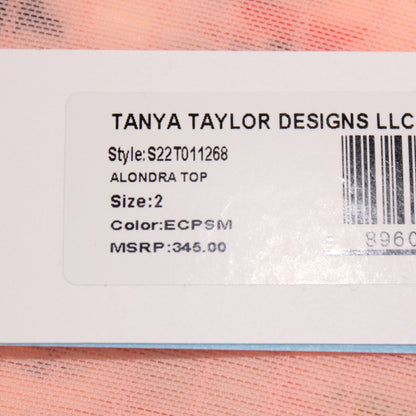 TANYA TAYLOR DESIGNS LLC
Style:S22T011268
ALONDRA TOP
Size:2
Color:ECPSM
MSRP:345.00
8960